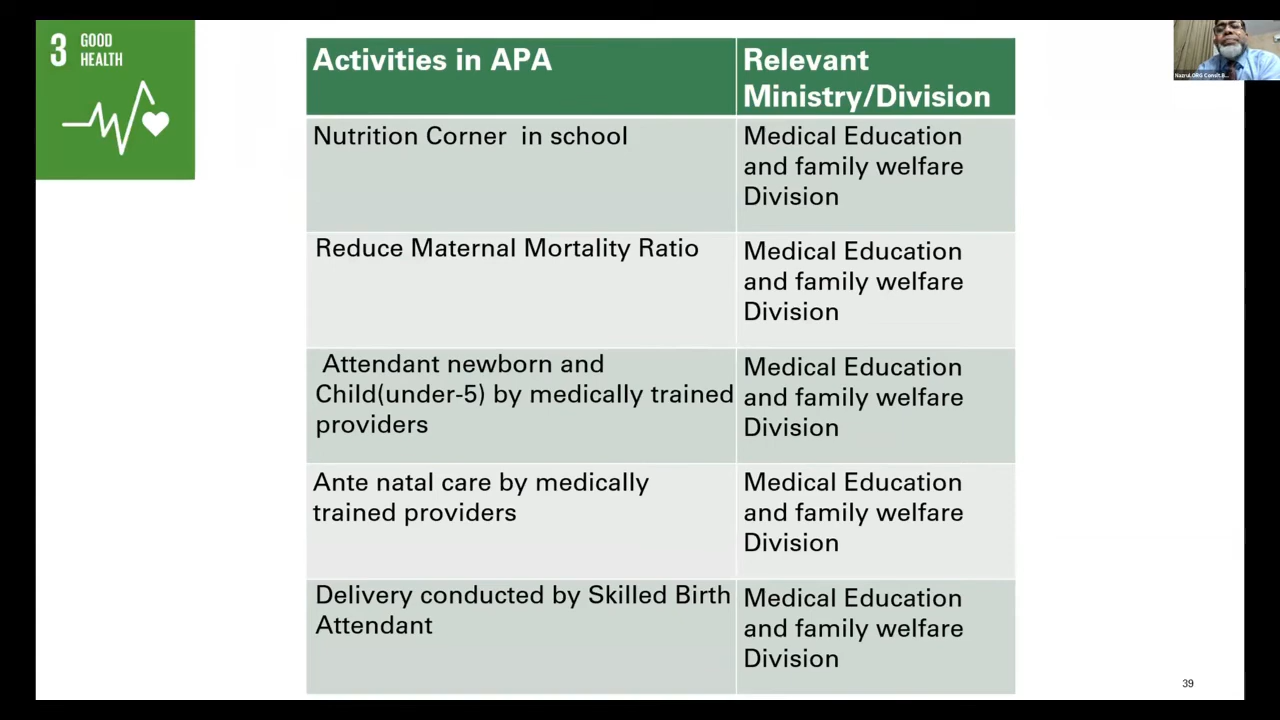 3 GOOD
HEALTH
Activities in APA
Relevant
Ministry/Division
Nutrition Corner in school
Medical Education
and family welfare
Division
Reduce Maternal Mortality Ratio
Medical Education
and family welfare
Division
Attendant newborn and
Child(under-5) by medically trained
providers
Medical Education
and family welfare
Division
Ante natal care by medically
trained providers
Medical Education
and family welfare
Division
Delivery conducted by Skilled Birth
Attendant
Medical Education
and family welfare
Division
39